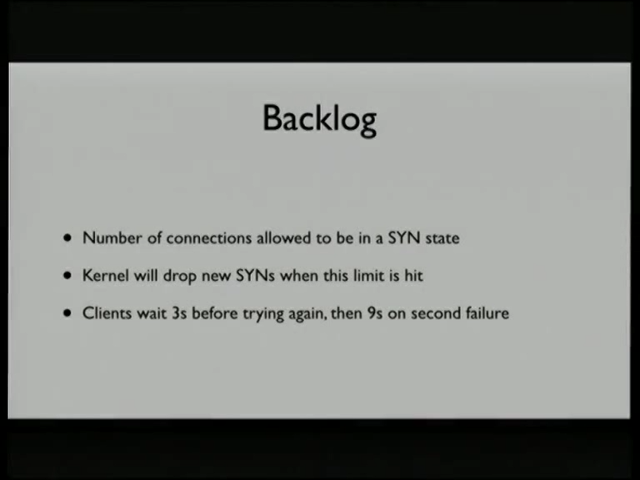 Backlog
Number of connections allowed to be in a SYN state
Kernel will drop new SYNs when this limit is hit
Clients wait 3s before trying again, then 9s on second failure